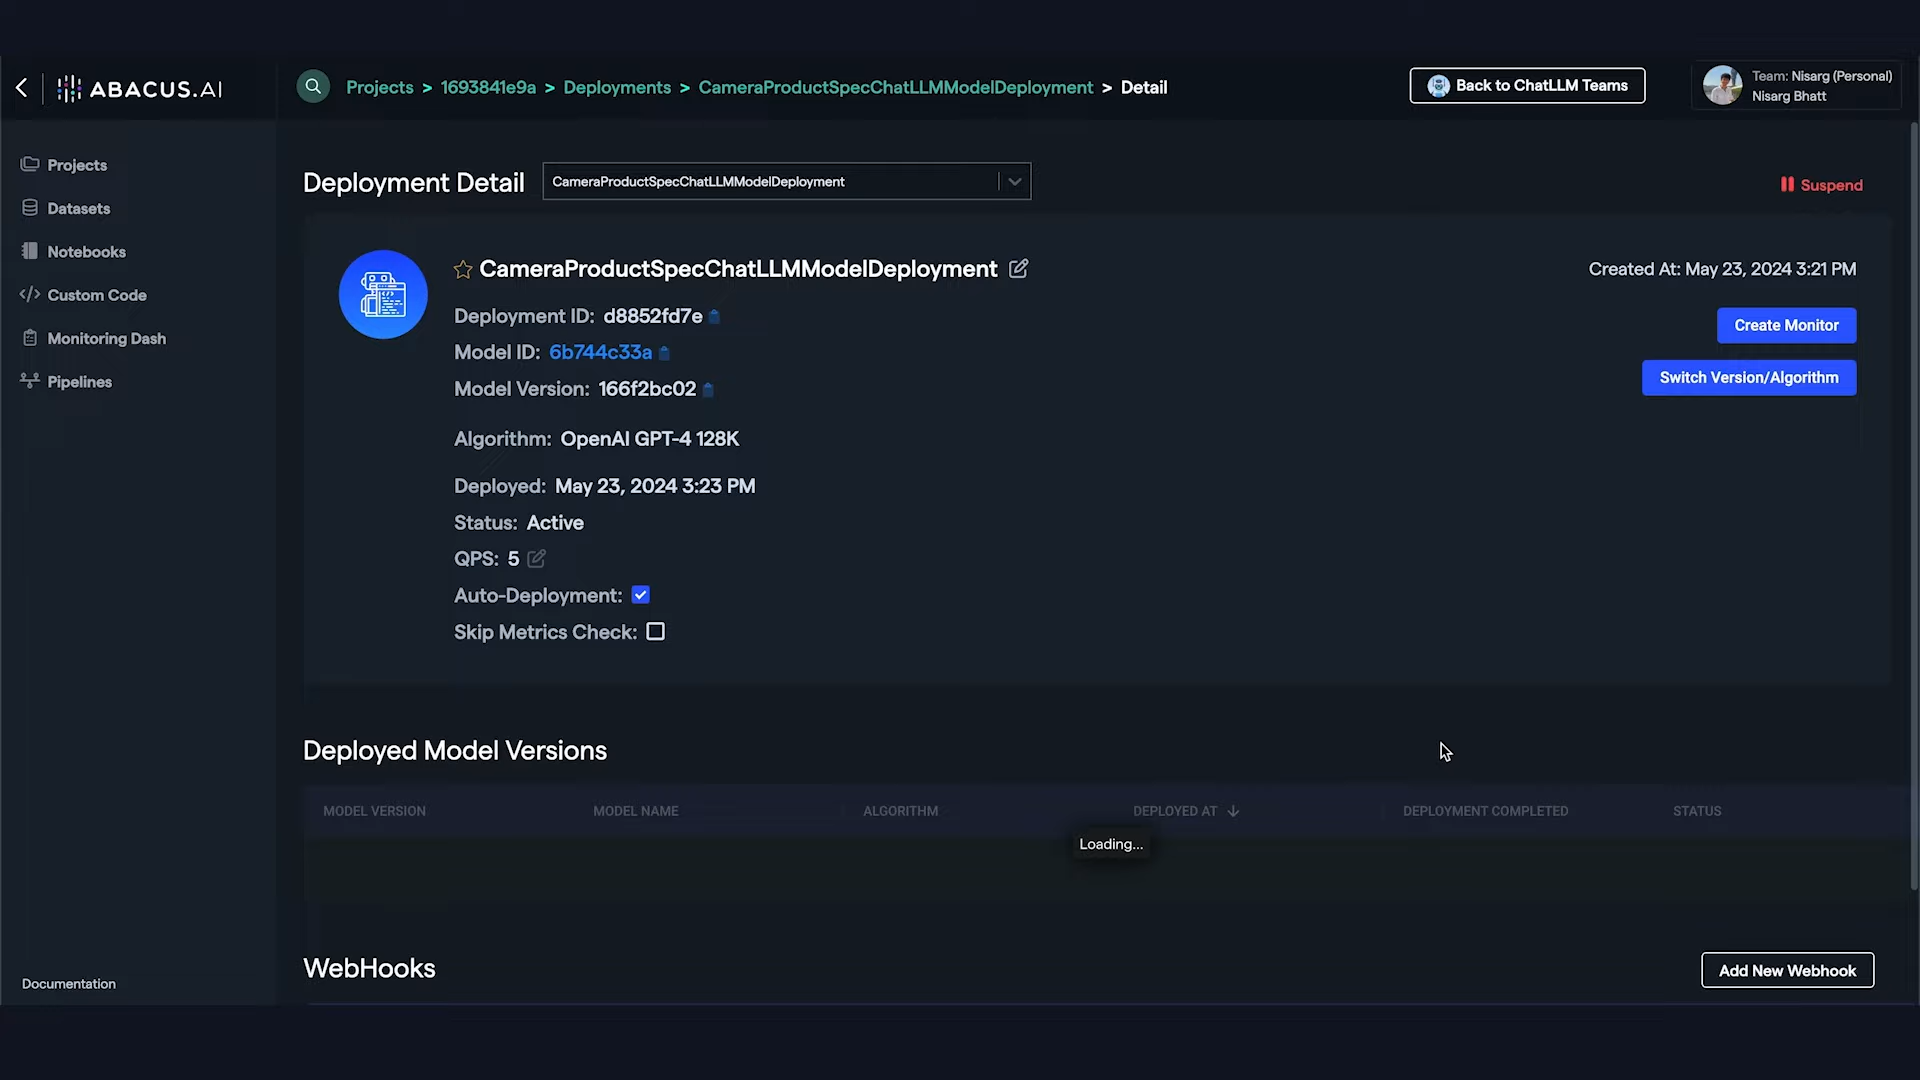 ABACUS.AI
Projects > 1693841e9a > Deployments > CameraProductSpecChatLLMModelDeployment > Detail
Back to ChatLLM Teams
Team: Nisarg (Personal)
Nisarg Bhatt
Projects
Datasets
Notebooks
Custom Code
Monitoring Dash
Pipelines
Documentation
Deployment Detail
CameraProductSpecChatLLMModelDeployment
Suspend
CameraProductSpecChatLLMModelDeployment
Created At: May 23, 2024 3:21 PM
Deployment ID: d8852fd7e
Create Monitor
Model ID: 6b744c33a
Switch Version/Algorithm
Model Version: 166f2bc02
Algorithm: OpenAI GPT-4 128K
Deployed: May 23, 2024 3:23 PM
Status: Active
QPS: 5
Auto-Deployment:
Skip Metrics Check:
Deployed Model Versions
MODEL VERSION MODEL NAME ALGORITHM DEPLOYED AT DEPLOYMENT COMPLETED STATUS
Loading...
WebHooks
Add New Webhook